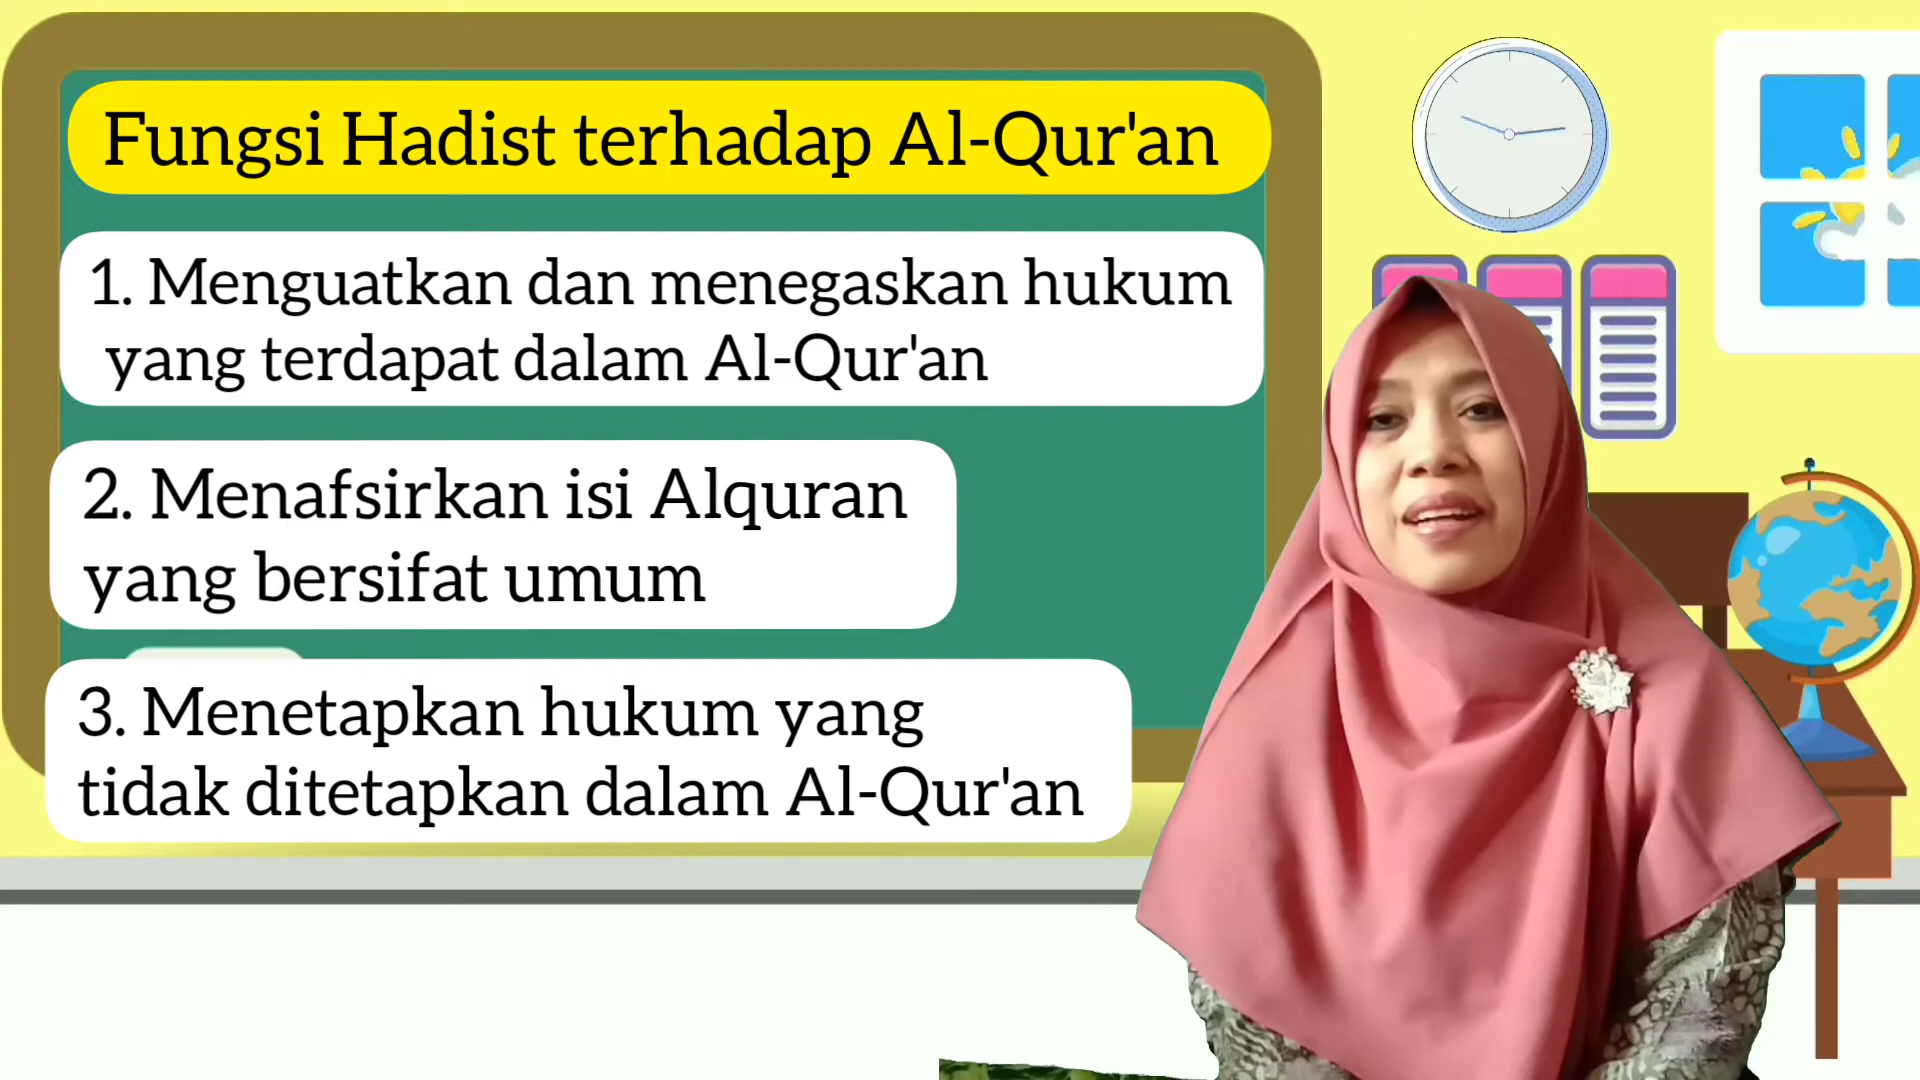 Fungsi Hadist terhadap Al-Qur'an
1. Menguatkan dan menegaskan hukum
yang terdapat dalam Al-Qur'an
2. Menafsirkan isi Alquran
yang bersifat umum
3. Menetapkan hukum yang
tidak ditetapkan dalam Al-Qur'an